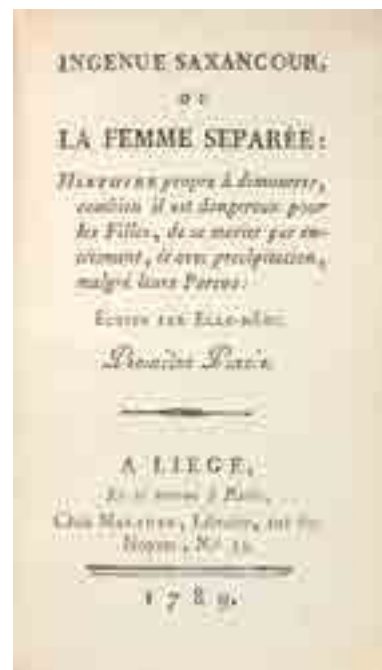 INGENUE SAXANCOUR,
OU
LA FEMME SEPARÉE:
HISTOIRE propre à démontrer,
combien il est dangereux pour
les Filles, de se marier par en-
têtement, & avec précipitation,
malgré leurs Parens:
ÉCRITE PAR ELLE-MÊME.
Première Partie.
A LIEGE,
Et se trouve à Paris,
Chés MARADAN, Libraire, rue des
Noyers, N.º 33.
1789.